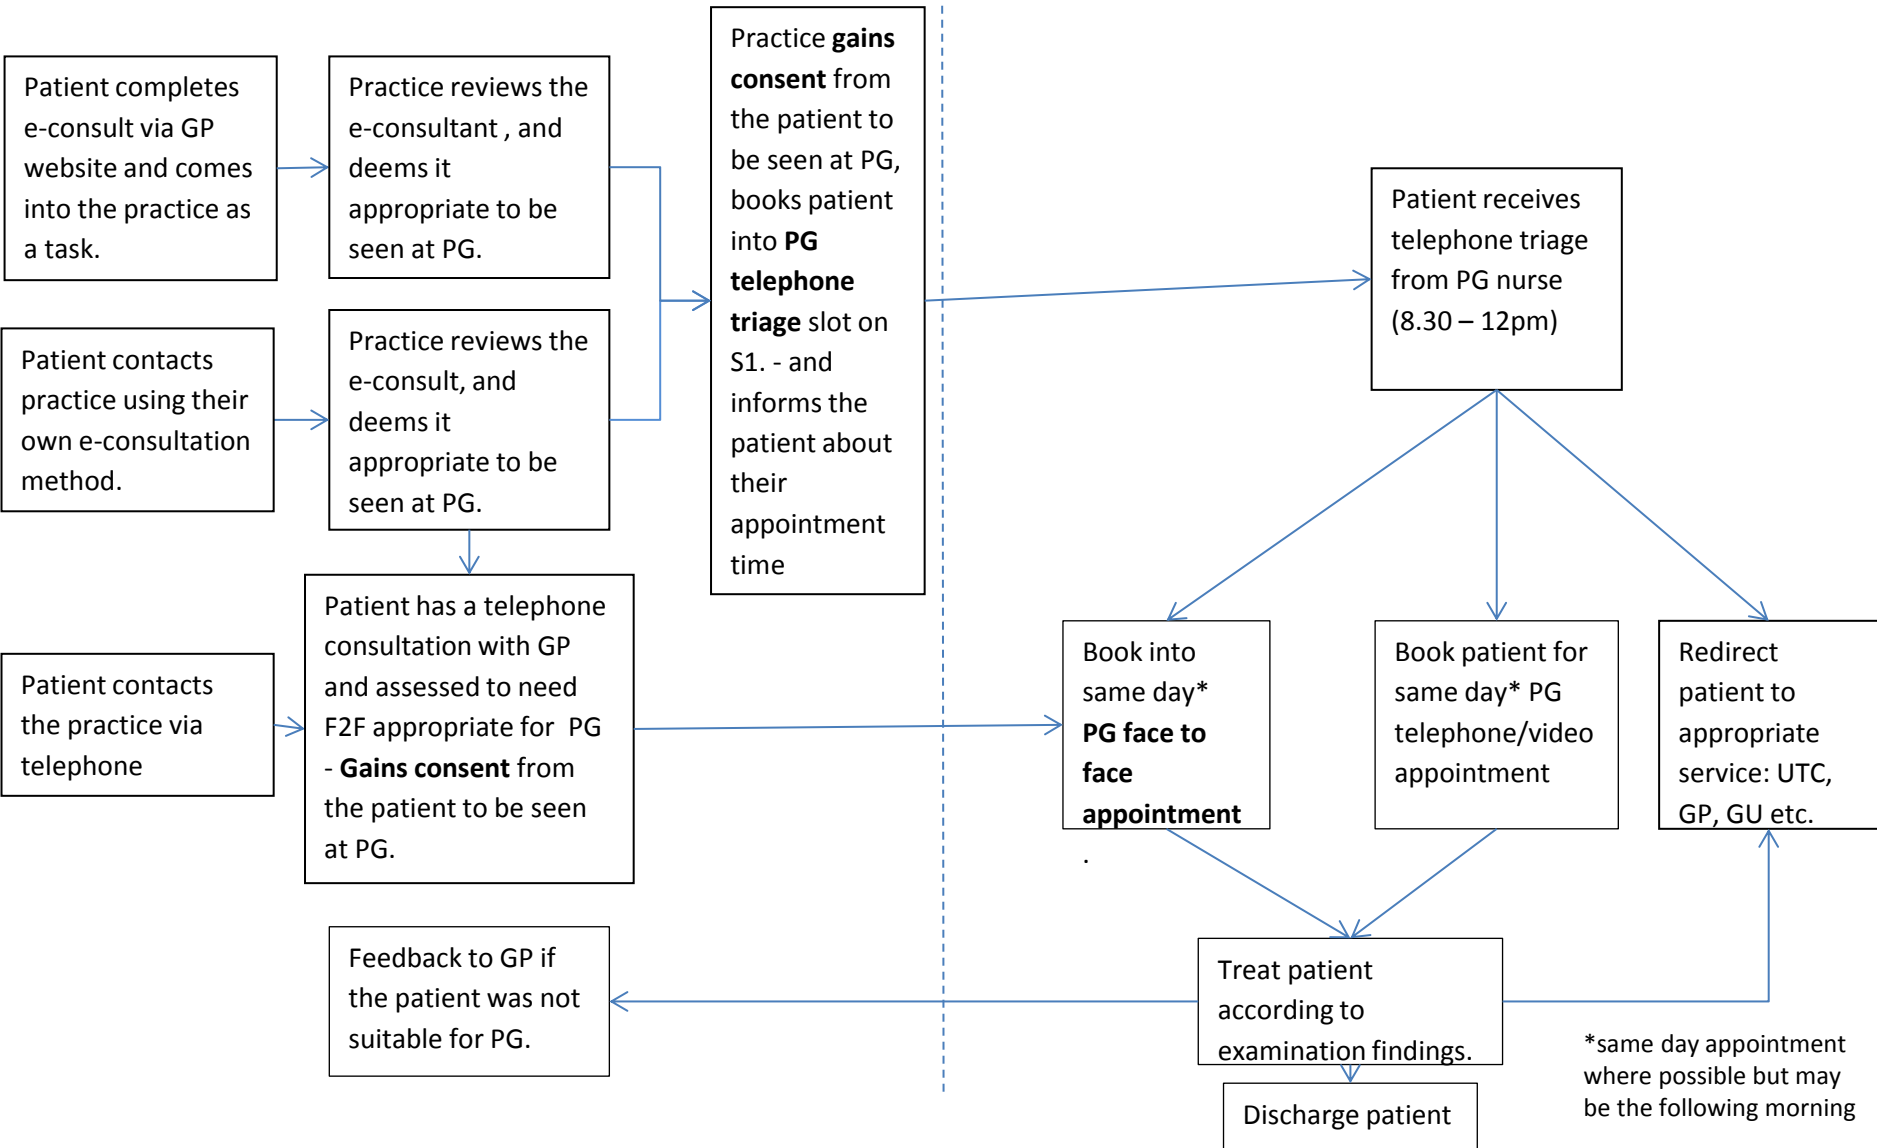 Patient completes
e-consult via GP
website and comes
into the practice as
a task.
Practice reviews the
e-consultant , and
deems it
appropriate to be
seen at PG.
Practice gains
consent from
the patient to
be seen at PG,
books patient
into PG
telephone
triage slot on
S1. - and
informs the
patient about
their
appointment
time
Patient receives
telephone triage
from PG nurse
(8.30 – 12pm)
Patient contacts
practice using their
own e-consultation
method.
Practice reviews the
e-consult, and
deems it
appropriate to be
seen at PG.
Patient contacts
the practice via
telephone
Patient has a telephone
consultation with GP
and assessed to need
F2F appropriate for  PG
- Gains consent from
the patient to be seen
at PG.
Book into
same day*
PG face to
face
appointment
.
Book patient for
same day* PG
telephone/video
appointment
Redirect
patient to
appropriate
service: UTC,
GP, GU etc.
Feedback to GP if
the patient was not
suitable for PG.
Treat patient
according to
examination findings.
*same day appointment
where possible but may
be the following morning
Discharge patient